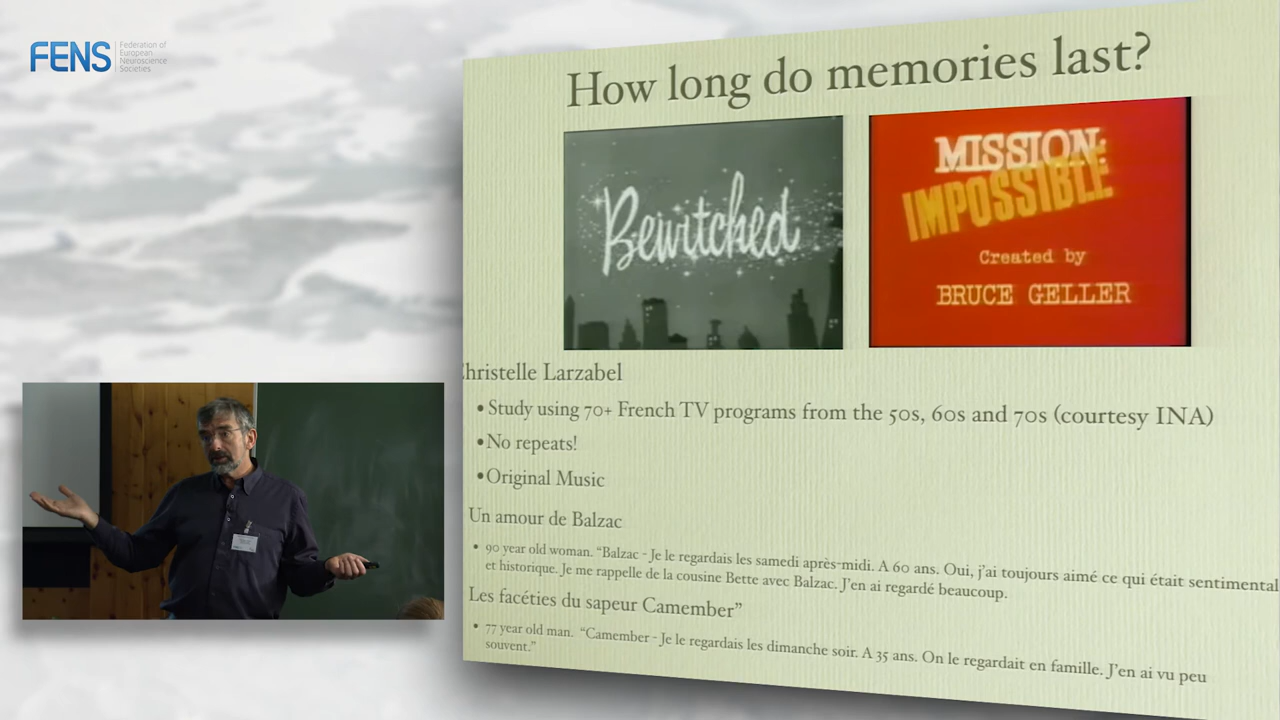 FENS
Federation of
European
Neuroscience
Societies
How long do memories last?
Bewitched
MISSION:
IMPOSSIBLE
Created by
BRUCE GELLER
hristelle Larzabel
• Study using 70+ French TV programs from the 50s, 60s and 70s (courtesy INA)
• No repeats!
• Original Music
Un amour de Balzac
• 90 year old woman. “Balzac - Je le regardais les samedi après-midi. A 60 ans. Oui, j’ai toujours aimé ce qui était sentimental
et historique. Je me rappelle de la cousine Bette avec Balzac. J’en ai regardé beaucoup.
Les facéties du sapeur Camember”
• 77 year old man. “Camember - Je le regardais les dimanche soir. A 35 ans. On le regardait en famille. J’en ai vu peu
souvent.”